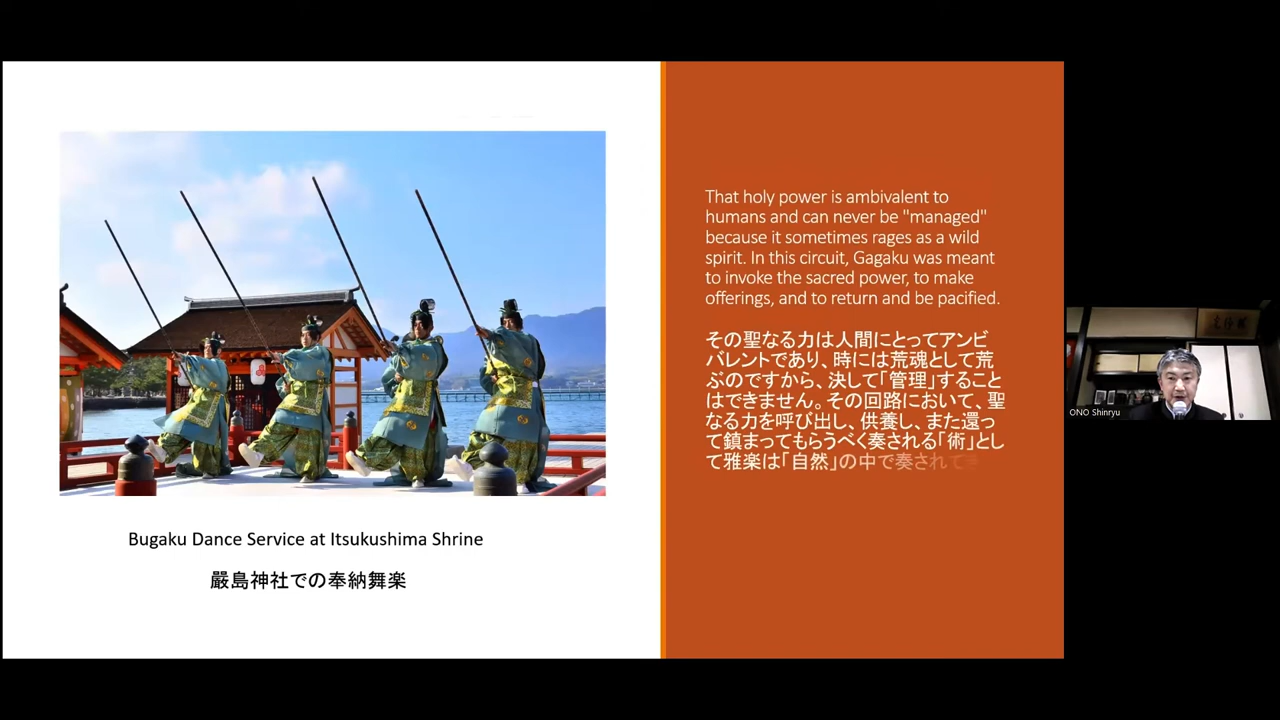 Bugaku Dance Service at Itsukushima Shrine
嚴島神社での奉納舞楽
That holy power is ambivalent to
humans and can never be "managed"
because it sometimes rages as a wild
spirit. In this circuit, Gagaku was meant
to invoke the sacred power, to make
offerings, and to return and be pacified.
その聖なる力は人間にとってアンビ
バレントであり、時には荒魂として荒
ぶのですから、決して「管理」すること
はできません。その回路において、聖
なる力を呼び出し、供養し、また還っ
て鎮まってもらうべく奏される「術」とし
て雅楽は「自然」の中で奏されてき
ONO Shinryu